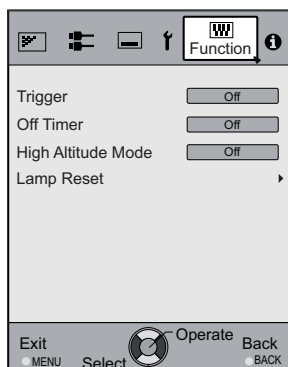 Function
Trigger Off
Off Timer Off
High Altitude Mode Off
Lamp Reset
Exit Operate Back
MENU Select BACK